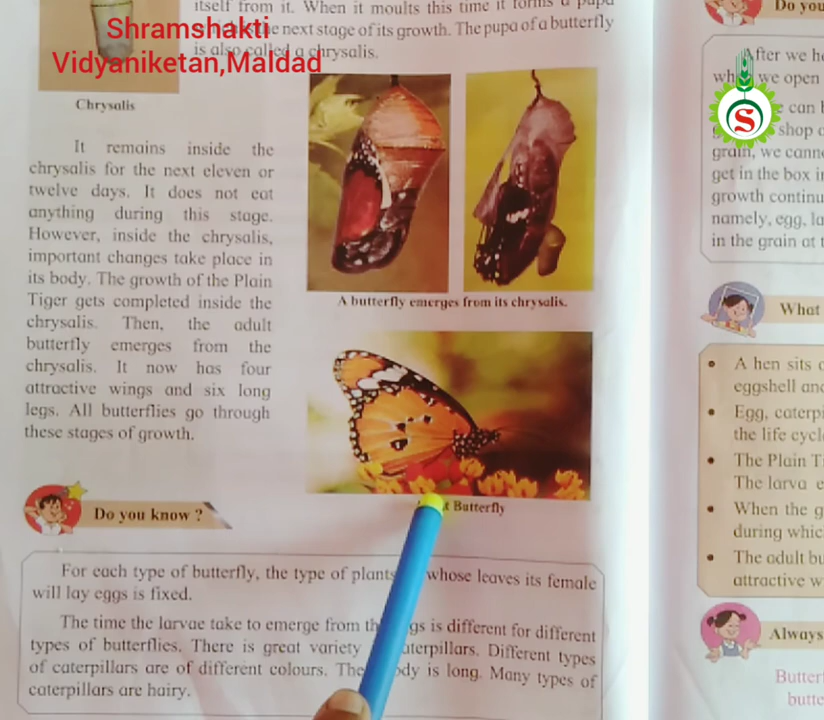 itself from it. When it moults this time it forms a pupa
the next stage of its growth. The pupa of a butterfly
is also called a chrysalis.
Shramshakti
Vidyaniketan,Maldad
Chrysalis
It remains inside the
chrysalis for the next eleven or
twelve days. It does not eat
anything during this stage.
However, inside the chrysalis,
important changes take place in
its body. The growth of the Plain
Tiger gets completed inside the
chrysalis. Then, the adult
butterfly emerges from the
chrysalis. It now has four
attractive wings and six long
legs. All butterflies go through
these stages of growth.
A butterfly emerges from its chrysalis.
Butterfly
Do you know ?
For each type of butterfly, the type of plants whose leaves its female
will lay eggs is fixed.
The time the larvae take to emerge from the gs is different for different
types of butterflies. There is great variety aterpillars. Different types
of caterpillars are of different colours. The dy is long. Many types of
caterpillars are hairy.
Do you
After we he
we open
can b
shop o
grain, we canno
get in the box in
growth continu
namely, egg, la
in the grain at t
S
What
• A hen sits o
eggshell and
• Egg, caterpi
the life cycl
• The Plain Ti
The larva e
• When the g
during whic
• The adult bu
attractive w
Always
Butterf
butte